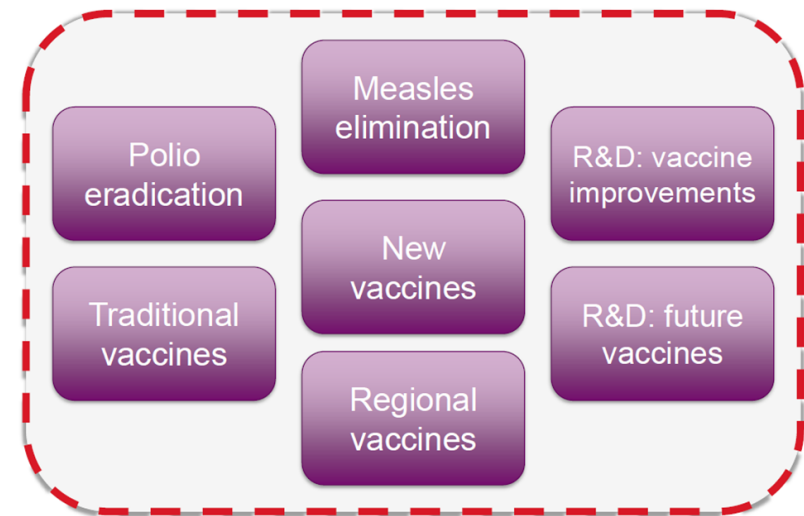 Polio
eradication
Traditional
vaccines
Measles
elimination
New
vaccines
Regional
vaccines
R&D: vaccine
improvements
R&D: future
vaccines